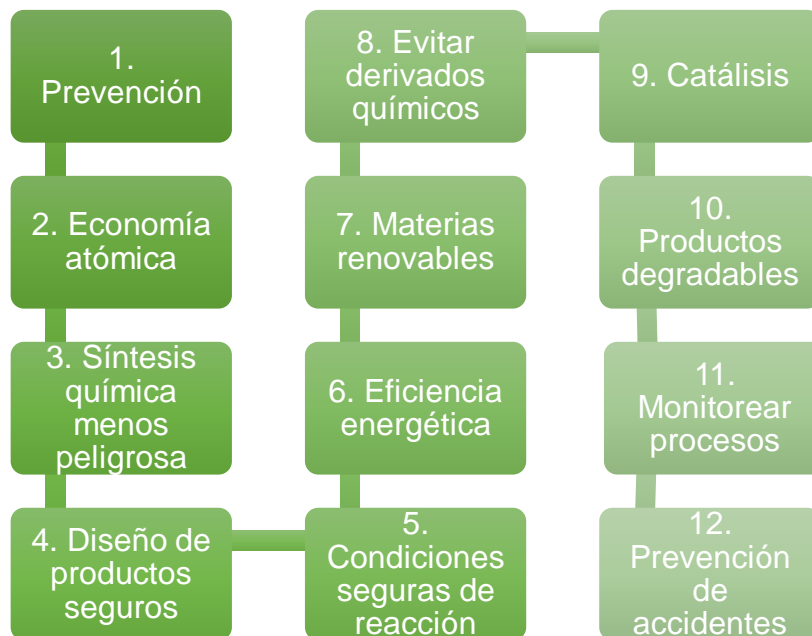 1.
Prevención
2. Economía
atómica
3. Síntesis
química
menos
peligrosa
4. Diseño de
productos
seguros
5.
Condiciones
seguras de
reacción
6. Eficiencia
energética
7. Materias
renovables
8. Evitar
derivados
químicos
9. Catálisis
10.
Productos
degradables
11.
Monitorear
procesos
12.
Prevención
de
accidentes